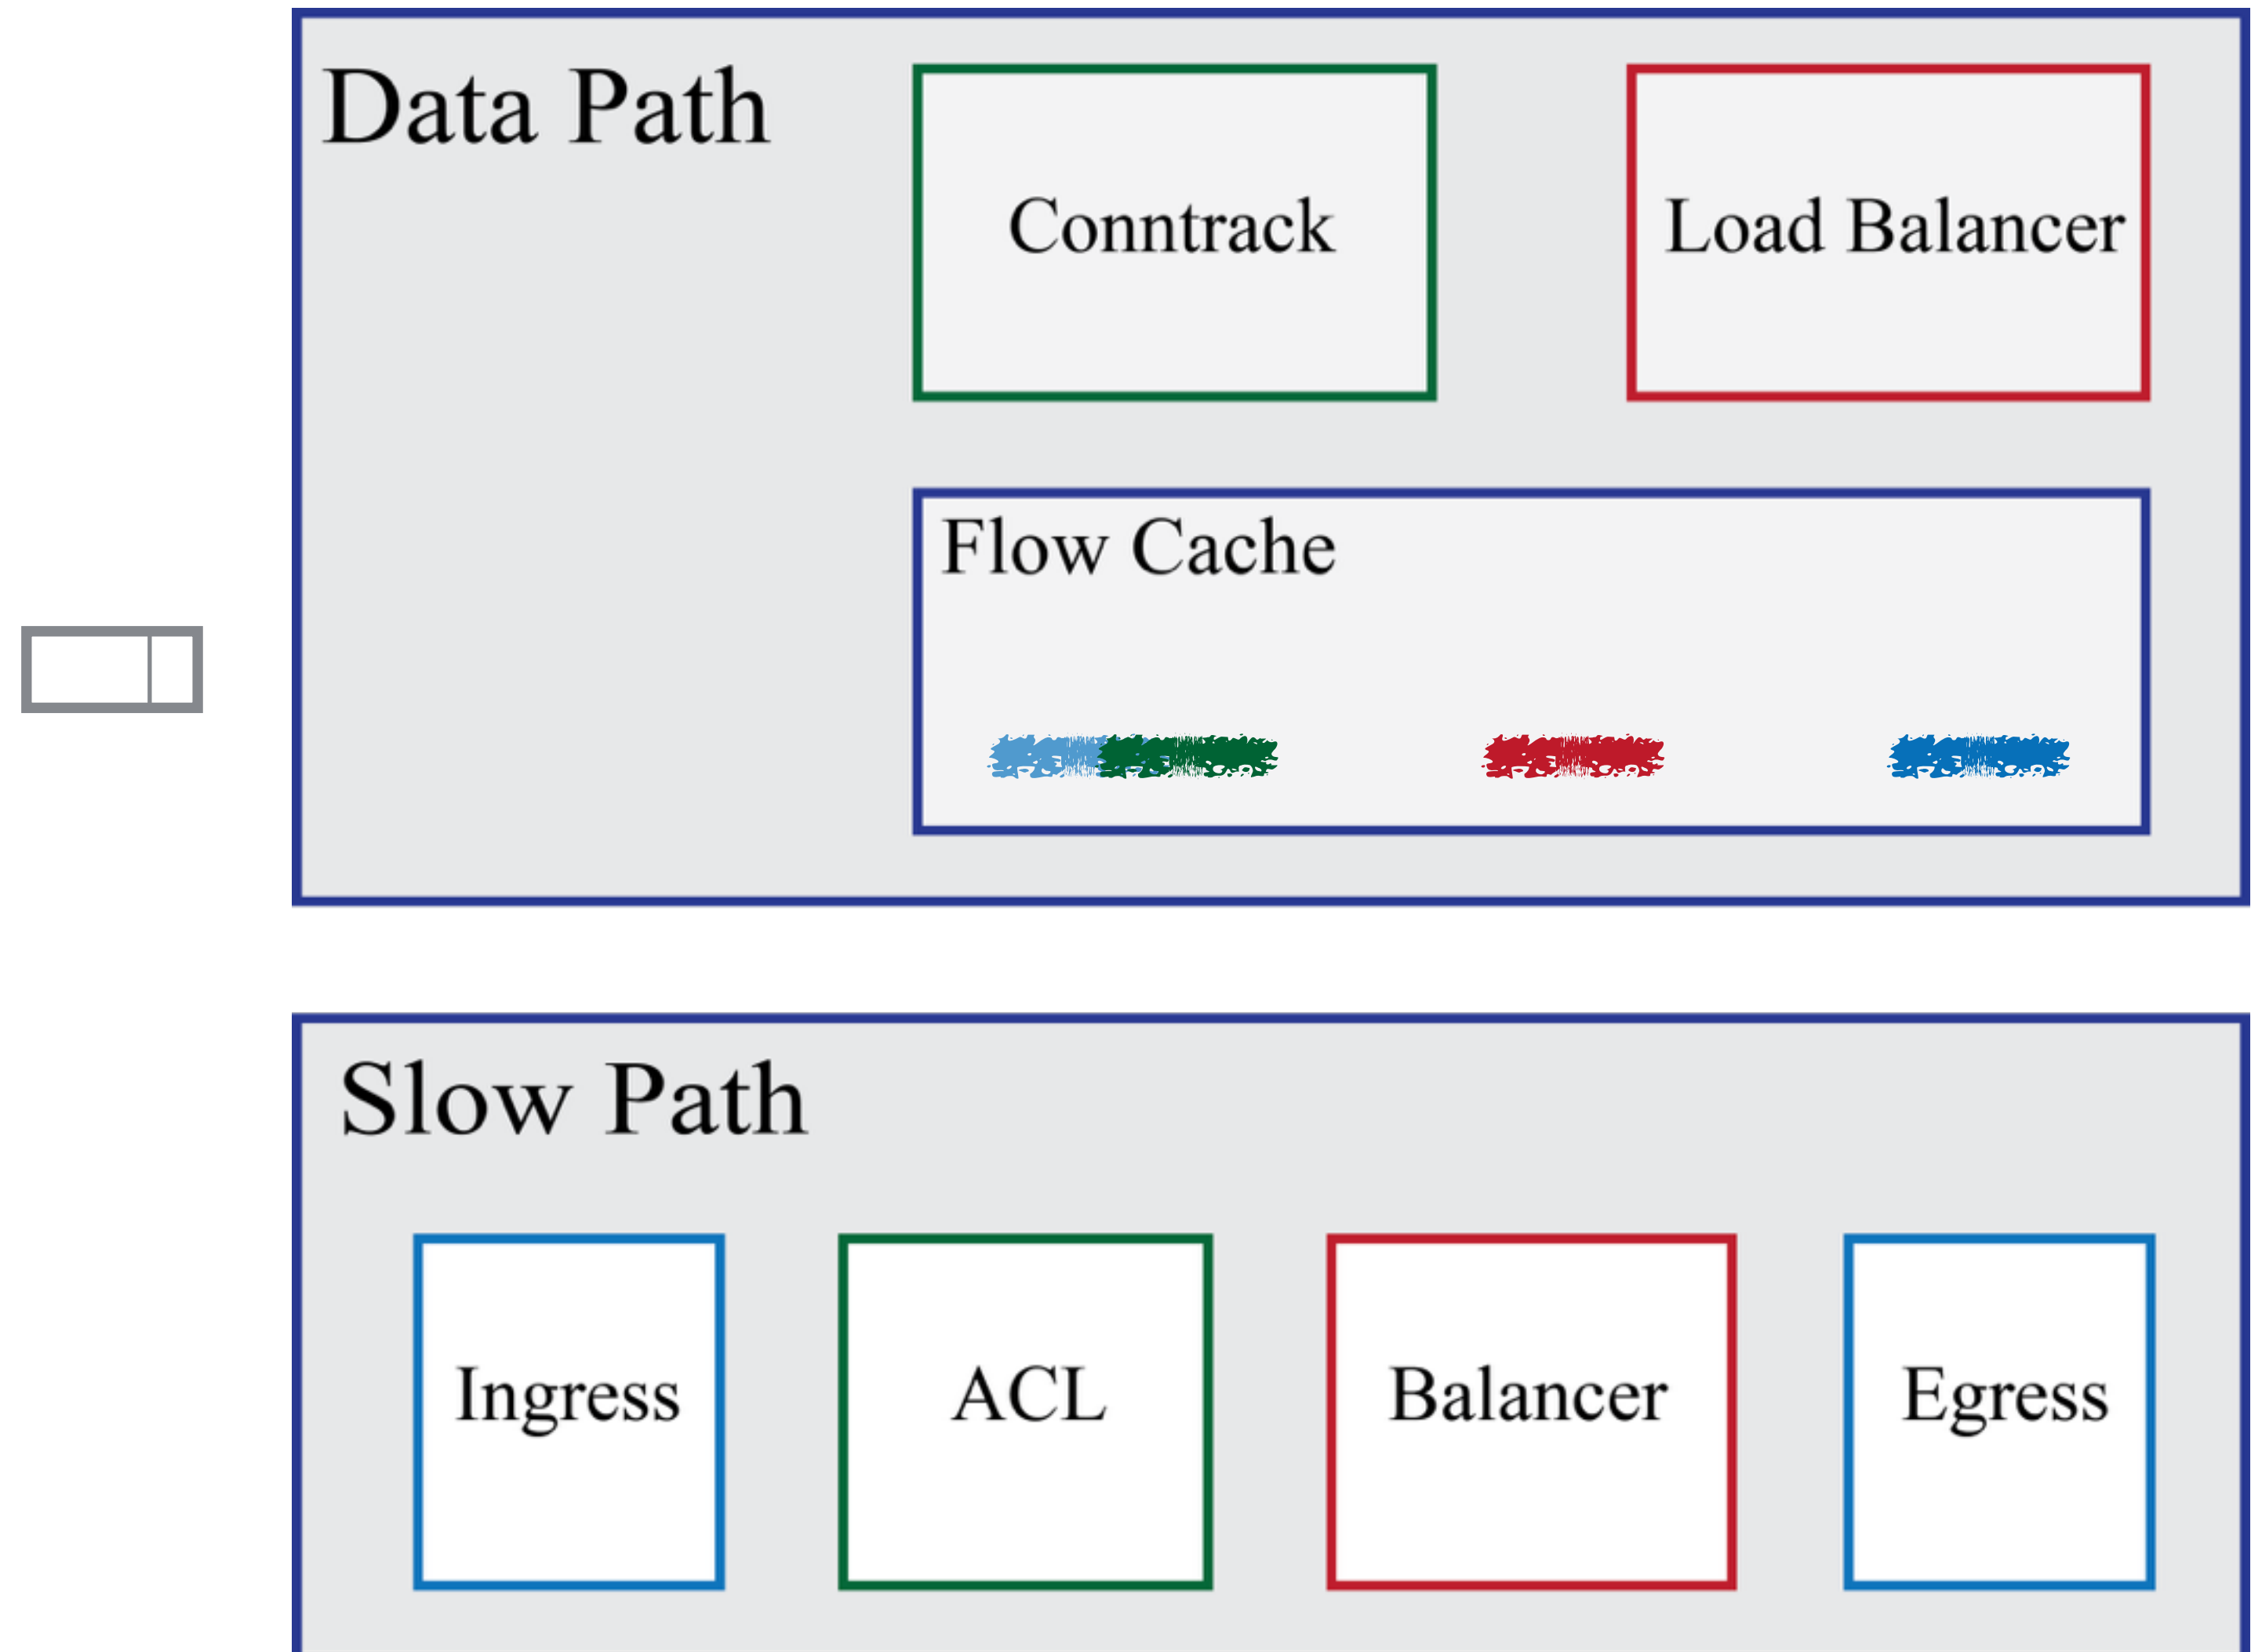 Data Path
Conntrack
Load Balancer
Flow Cache
Slow Path
Ingress
ACL
Balancer
Egress